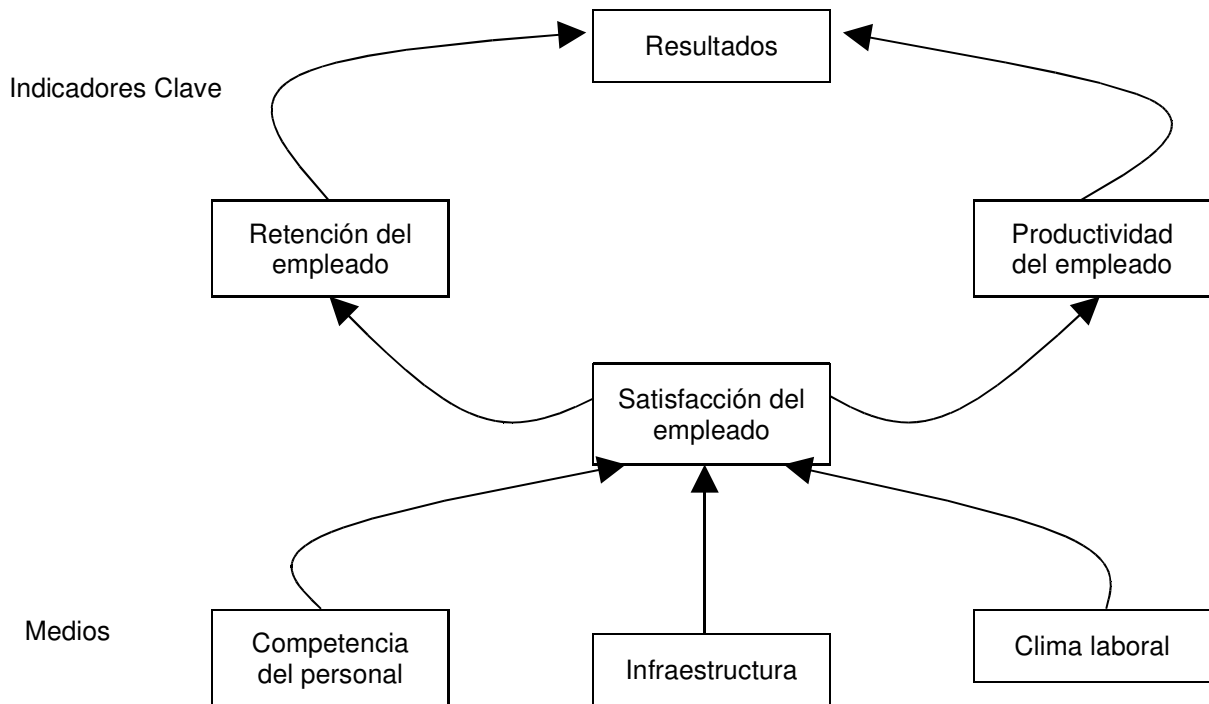 Resultados
Indicadores Clave
Retención del
empleado
Productividad
del empleado
Satisfacción del
empleado
Medios
Competencia
del personal
Infraestructura
Clima laboral